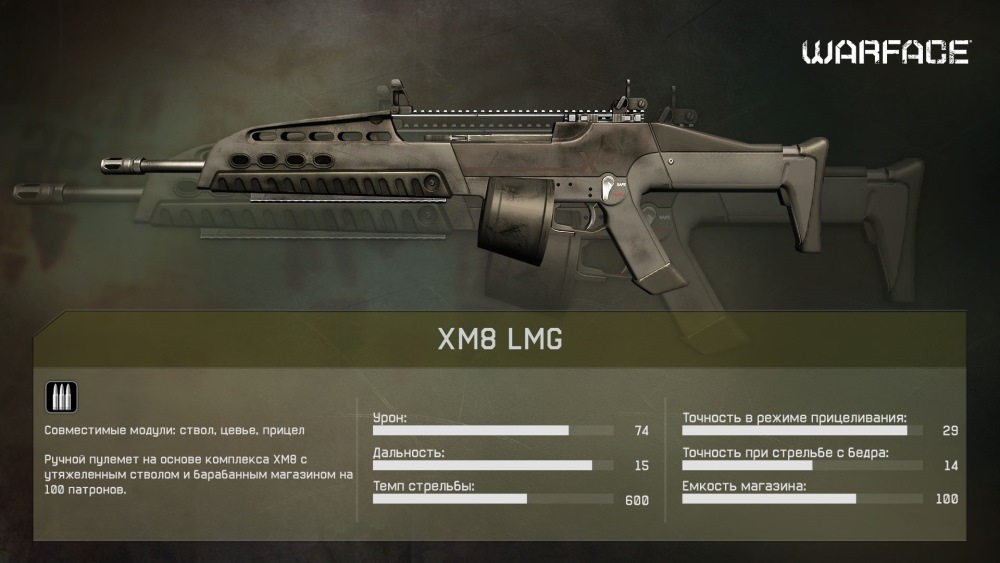 WARFACE
SAFE
XM8 LMG
Совместимые модули: ствол, цевье, прицел
Ручной пулемет на основе комплекса XM8 с
утяжеленным стволом и барабанным магазином на
100 патронов.
Урон:
74
Дальность:
15
Темп стрельбы:
600
Точность в режиме прицеливания:
29
Точность при стрельбе с бедра:
14
Емкость магазина:
100